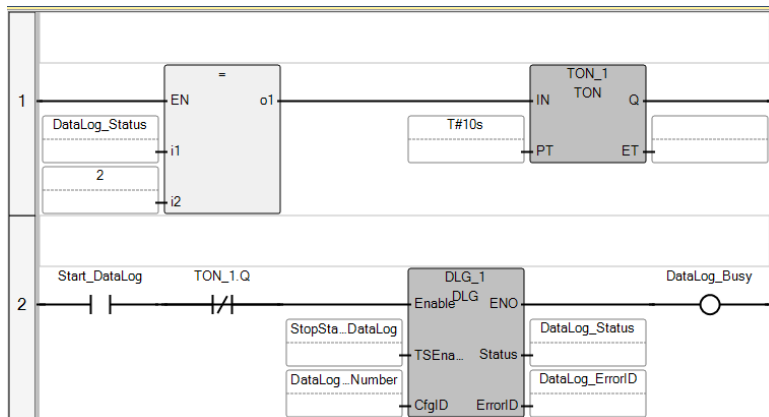 =
TON_1
TON
1
EN
o1
IN
Q
DataLog_Status
T#10s
i1
PT
ET
2
i2
Start_DataLog
TON_1.Q
DLG_1
DLG
DataLog_Busy
2
Enable
ENO
StopSta...DataLog
DataLog_Status
TSEna...
Status
DataLog...Number
DataLog_ErrorID
CfgID
ErrorID